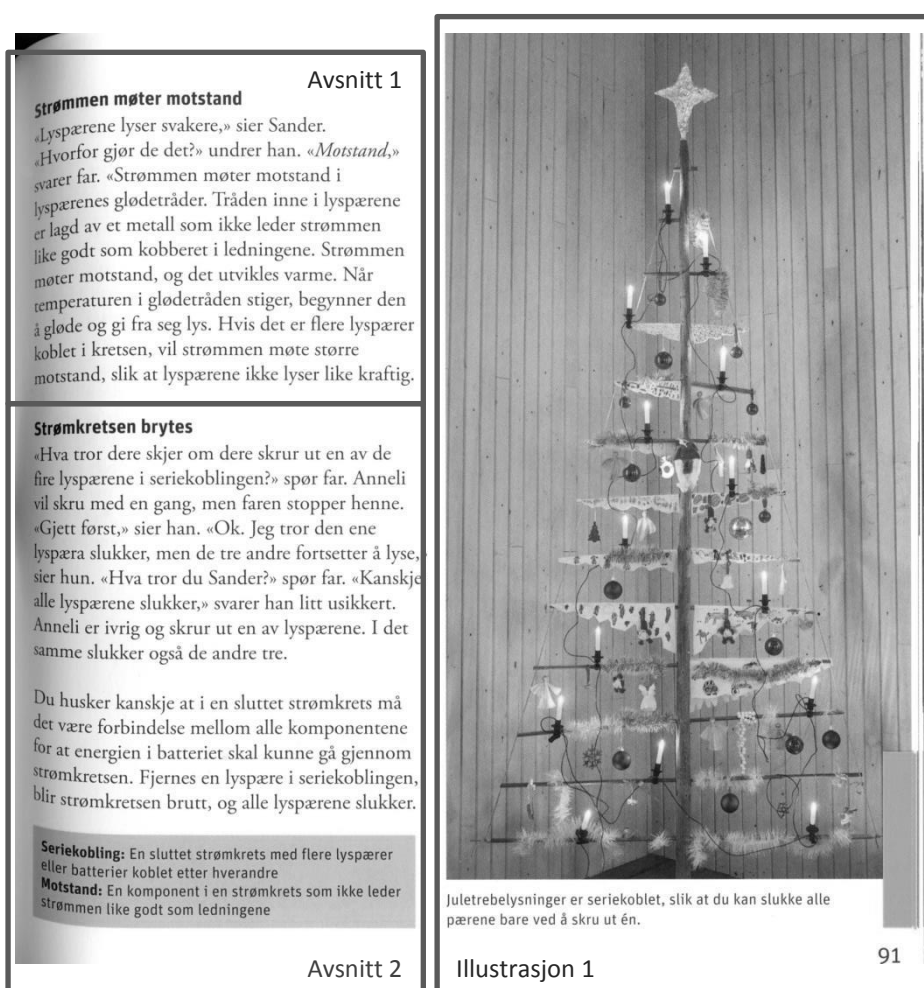 Avsnitt 1
Strømmen møter motstand
«Lyspærene lyser svakere,» sier Sander.
«Hvorfor gjør de det?» undrer han. «Motstand,»
svarer far. «Strømmen møter motstand i
lyspærenes glødetråder. Tråden inne i lyspærene
er lagd av et metall som ikke leder strømmen
like godt som kobberet i ledningene. Strømmen
møter motstand, og det utvikles varme. Når
temperaturen i glødetråden stiger, begynner den
å gløde og gi fra seg lys. Hvis det er flere lyspærer
koblet i kretsen, vil strømmen møte større
motstand, slik at lyspærene ikke lyser like kraftig.
Strømkretsen brytes
«Hva tror dere skjer om dere skrur ut en av de
fire lyspærene i seriekoblingen?» spør far. Anneli
vil skru med en gang, men faren stopper henne.
«Gjett først,» sier han. «Ok. Jeg tror den ene
lyspæra slukker, men de tre andre fortsetter å lyse,
sier hun. «Hva tror du Sander?» spør far. «Kanskje
alle lyspærene slukker,» svarer han litt usikkert.
Anneli er ivrig og skrur ut en av lyspærene. I det
samme slukker også de andre tre.
Du husker kanskje at i en sluttet strømkrets må
det være forbindelse mellom alle komponentene
for at energien i batteriet skal kunne gå gjennom
strømkretsen. Fjernes en lyspære i seriekoblingen,
blir strømkretsen brutt, og alle lyspærene slukker.
Seriekobling: En sluttet strømkrets med flere lyspærer
eller batterier koblet etter hverandre
Motstand: En komponent i en strømkrets som ikke leder
strømmen like godt som ledningene
Avsnitt 2
Juletrebelysninger er seriekoblet, slik at du kan slukke alle
pærene bare ved å skru ut én.
Illustrasjon 1
91